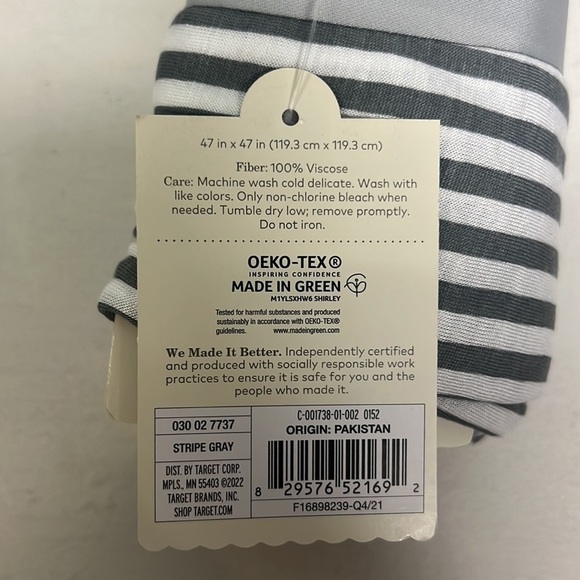 47 in x 47 in (119.3 cm x 119.3 cm)
Fiber: 100% Viscose
Care: Machine wash cold delicate. Wash with
like colors. Only non-chlorine bleach when
needed. Tumble dry low; remove promptly.
Do not iron.
OEKO-TEX®
INSPIRING CONFIDENCE
MADE IN GREEN
M1YLSXHW6 SHIRLEY
Tested for harmful substances and produced
sustainably in accordance with OEKO-TEX®
guidelines. www.madeingreen.com
We Made It Better. Independently certified
and produced with socially responsible work
practices to ensure it is safe for you and the
people who made it.
030 02 7737
STRIPE GRAY
DIST. BY TARGET CORP.
MPLS., MN 55403 ©2022
TARGET BRANDS, INC.
SHOP TARGET.COM
C-001738-01-002 0152
ORIGIN: PAKISTAN
8 29576 52169 2
F16898239-Q4/21